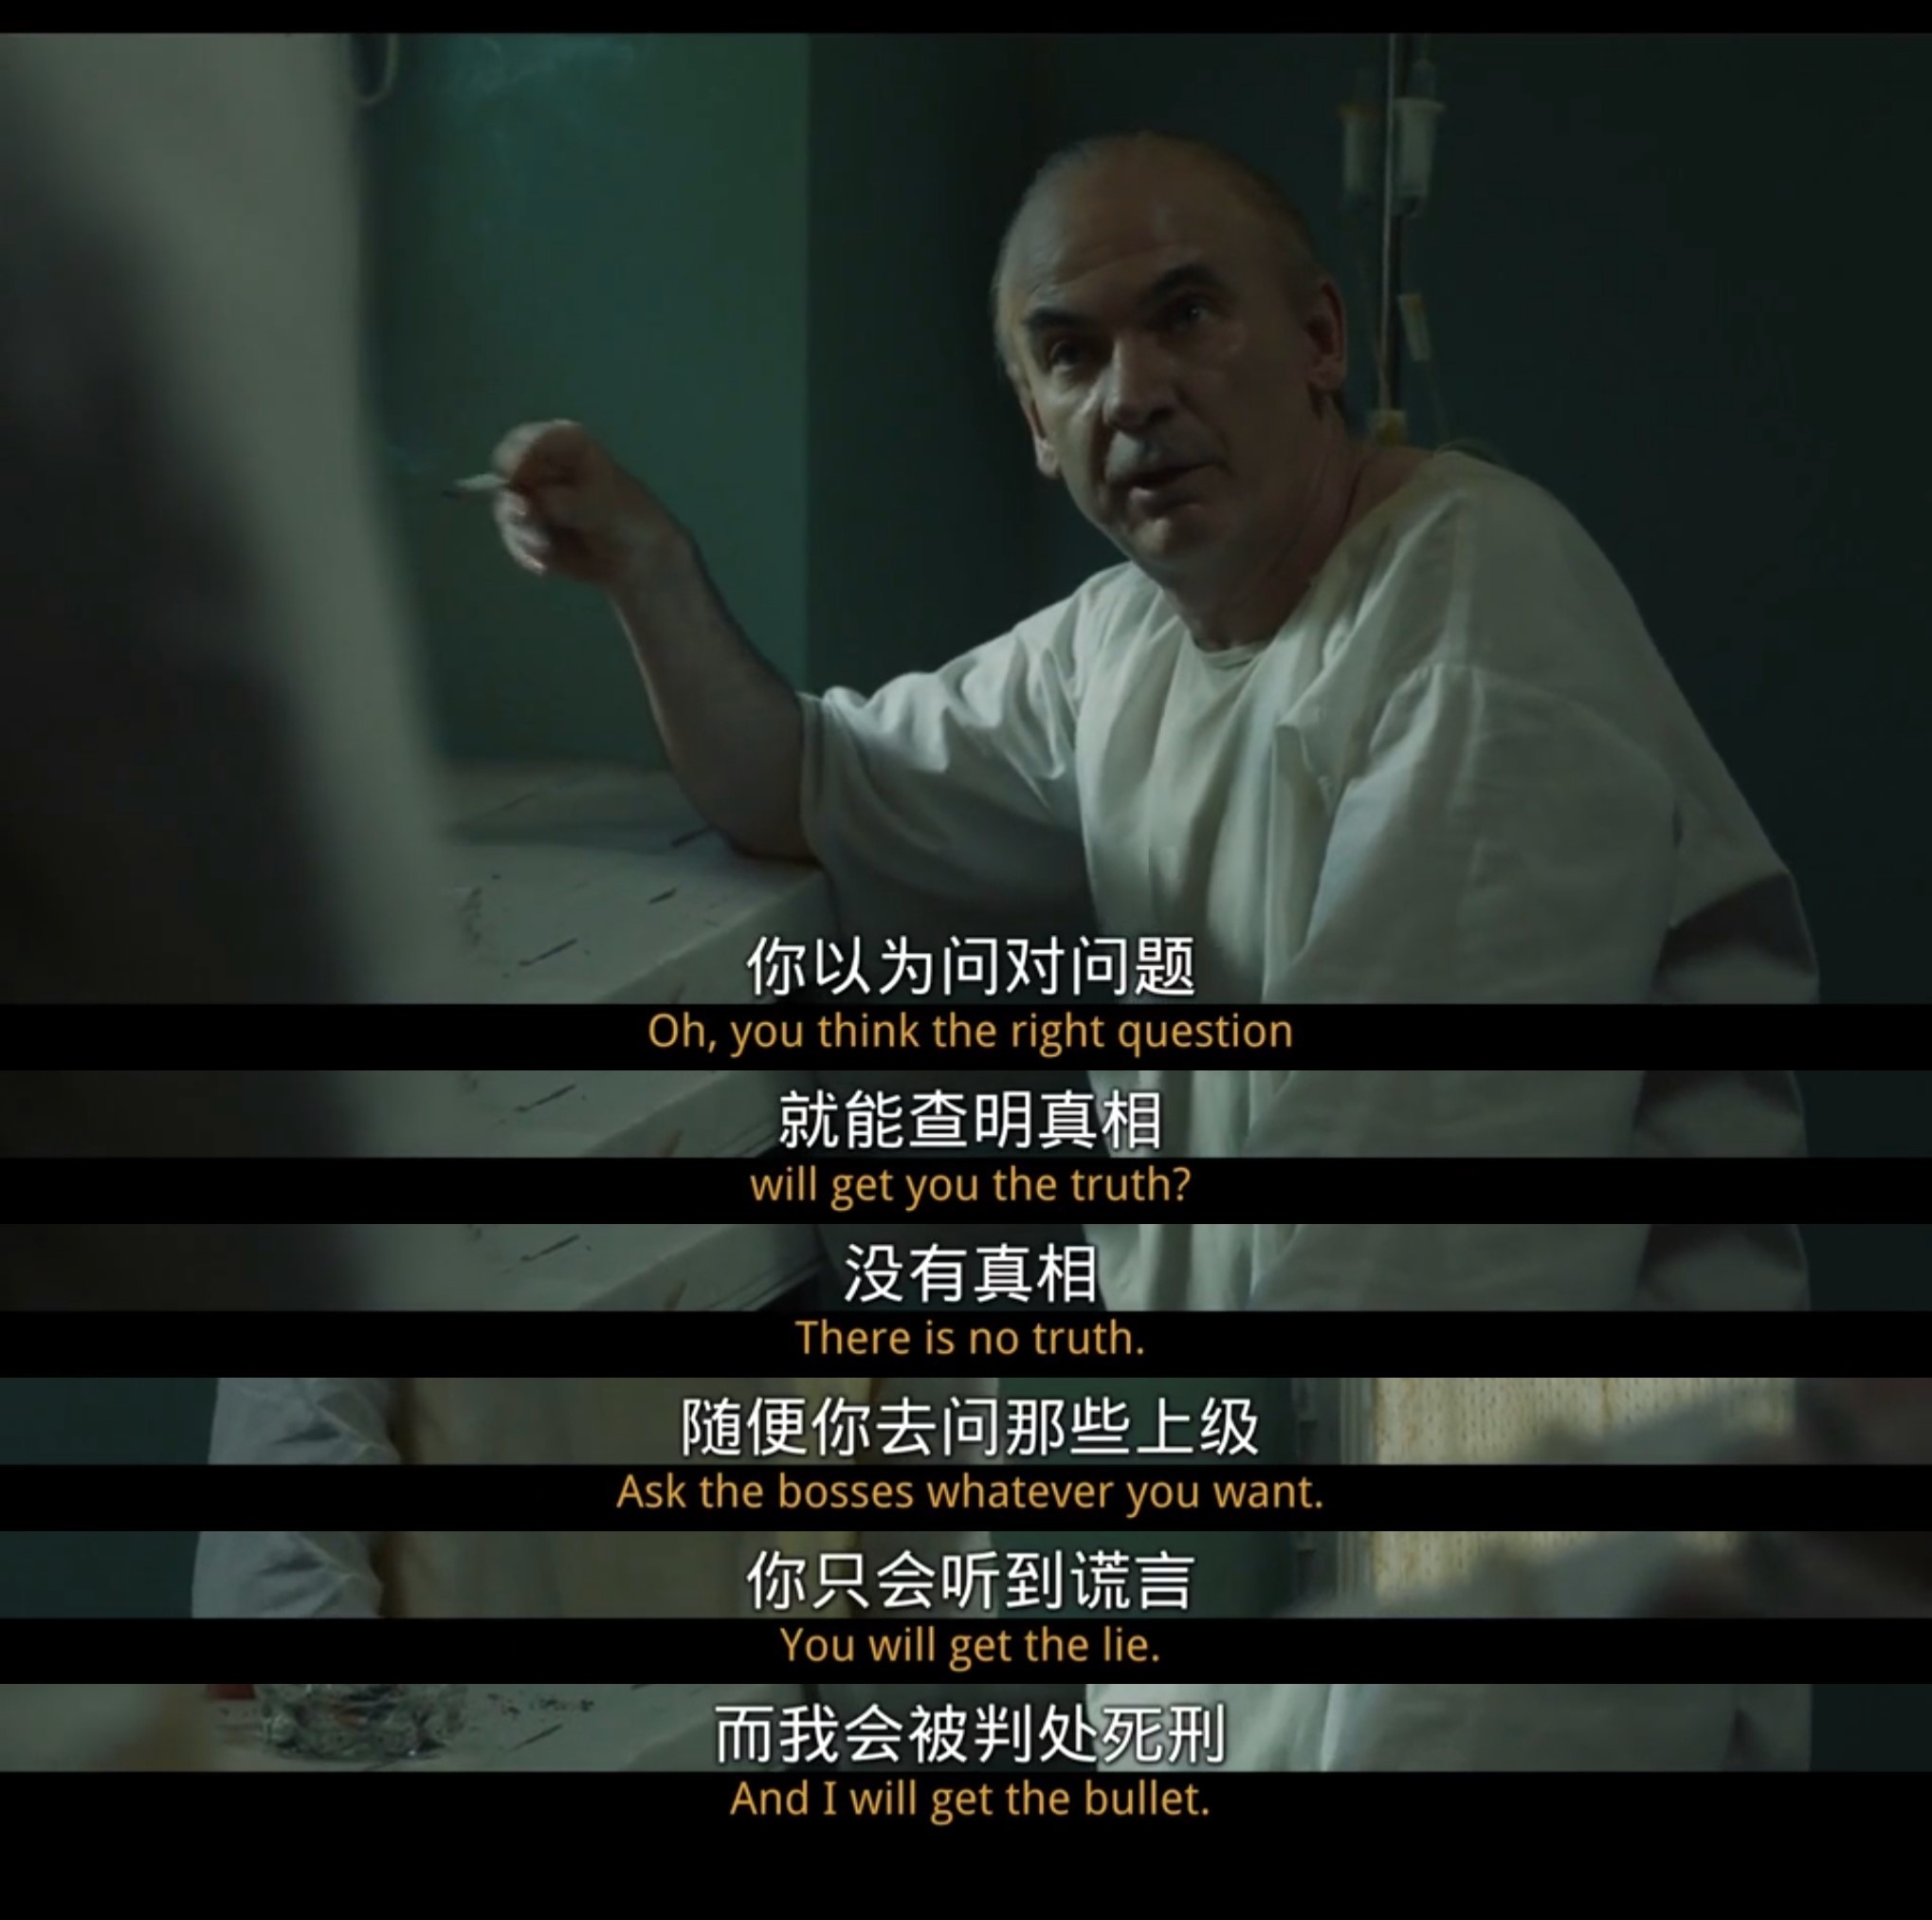 你以为问对问题
Oh, you think the right question
就能查明真相
will get you the truth?
没有真相
There is no truth.
随便你去问那些上级
Ask the bosses whatever you want.
你只会听到谎言
You will get the lie.
而我会被判处死刑
And I will get the bullet.